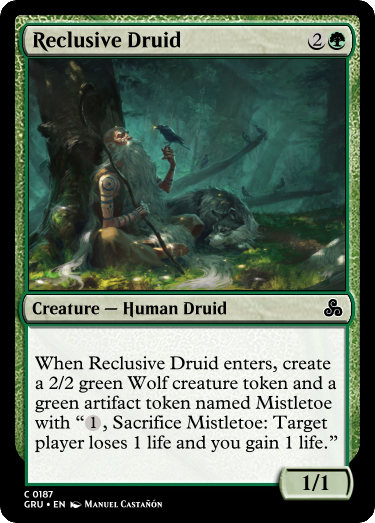 Reclusive Druid 2
Creature — Human Druid
When Reclusive Druid enters, create
a 2/2 green Wolf creature token and a
green artifact token named Mistletoe
with “1, Sacrifice Mistletoe: Target
player loses 1 life and you gain 1 life.”
1/1
C 0187
GRU • EN Manuel Castañón